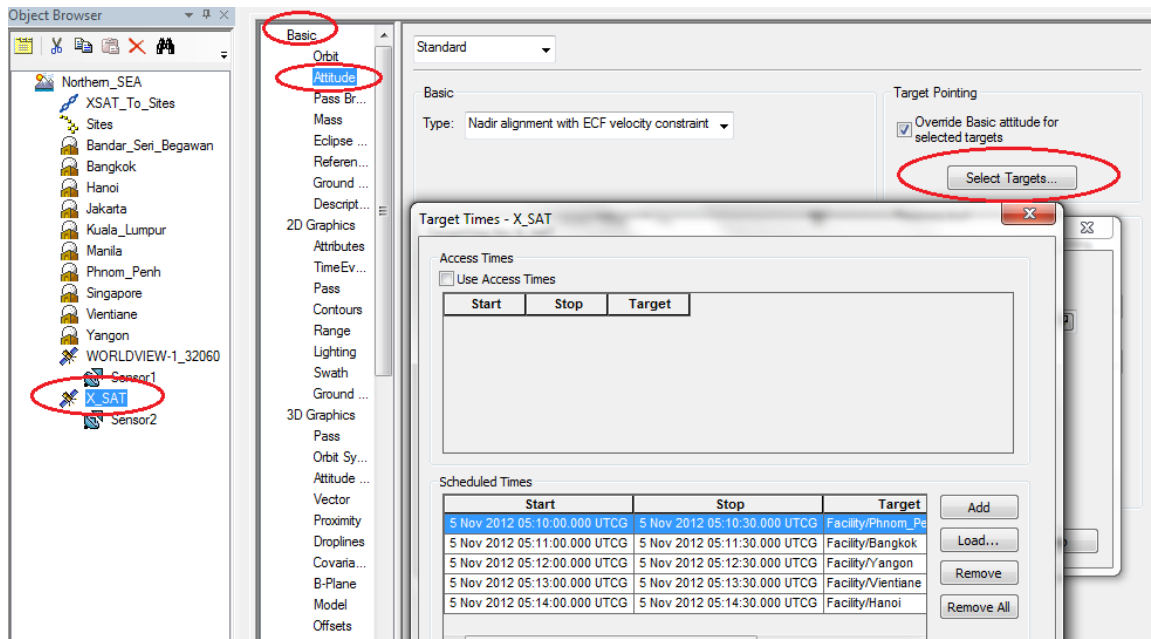 Object Browser
Northern_SEA
XSAT_To_Sites
Sites
Bandar_Seri_Begawan
Bangkok
Hanoi
Jakarta
Kuala_Lumpur
Manila
Phnom_Penh
Singapore
Vientiane
Yangon
WORLDVIEW-1_32060
Sensor1
X_SAT
Sensor2
Basic
Orbit
Attitude
Pass Br...
Mass
Eclipse ...
Referen...
Ground ...
Descript...
2D Graphics
Attributes
TimeEv...
Pass
Contours
Range
Lighting
Swath
Ground ...
3D Graphics
Pass
Orbit Sy...
Attitude ...
Vector
Proximity
Droplines
Covaria...
B-Plane
Model
Offsets
Standard
Basic
Type: Nadir alignment with ECF velocity constraint
Target Pointing
Override Basic attitude for
selected targets
Select Targets...
Target Times - X_SAT
Access Times
Use Access Times
Start Stop Target
Scheduled Times
Start Stop Target
5 Nov 2012 05:10:00.000 UTCG 5 Nov 2012 05:10:30.000 UTCG Facility/Phnom_Pe
5 Nov 2012 05:11:00.000 UTCG 5 Nov 2012 05:11:30.000 UTCG Facility/Bangkok
5 Nov 2012 05:12:00.000 UTCG 5 Nov 2012 05:12:30.000 UTCG Facility/Yangon
5 Nov 2012 05:13:00.000 UTCG 5 Nov 2012 05:13:30.000 UTCG Facility/Vientiane
5 Nov 2012 05:14:00.000 UTCG 5 Nov 2012 05:14:30.000 UTCG Facility/Hanoi
Add
Load...
Remove
Remove All